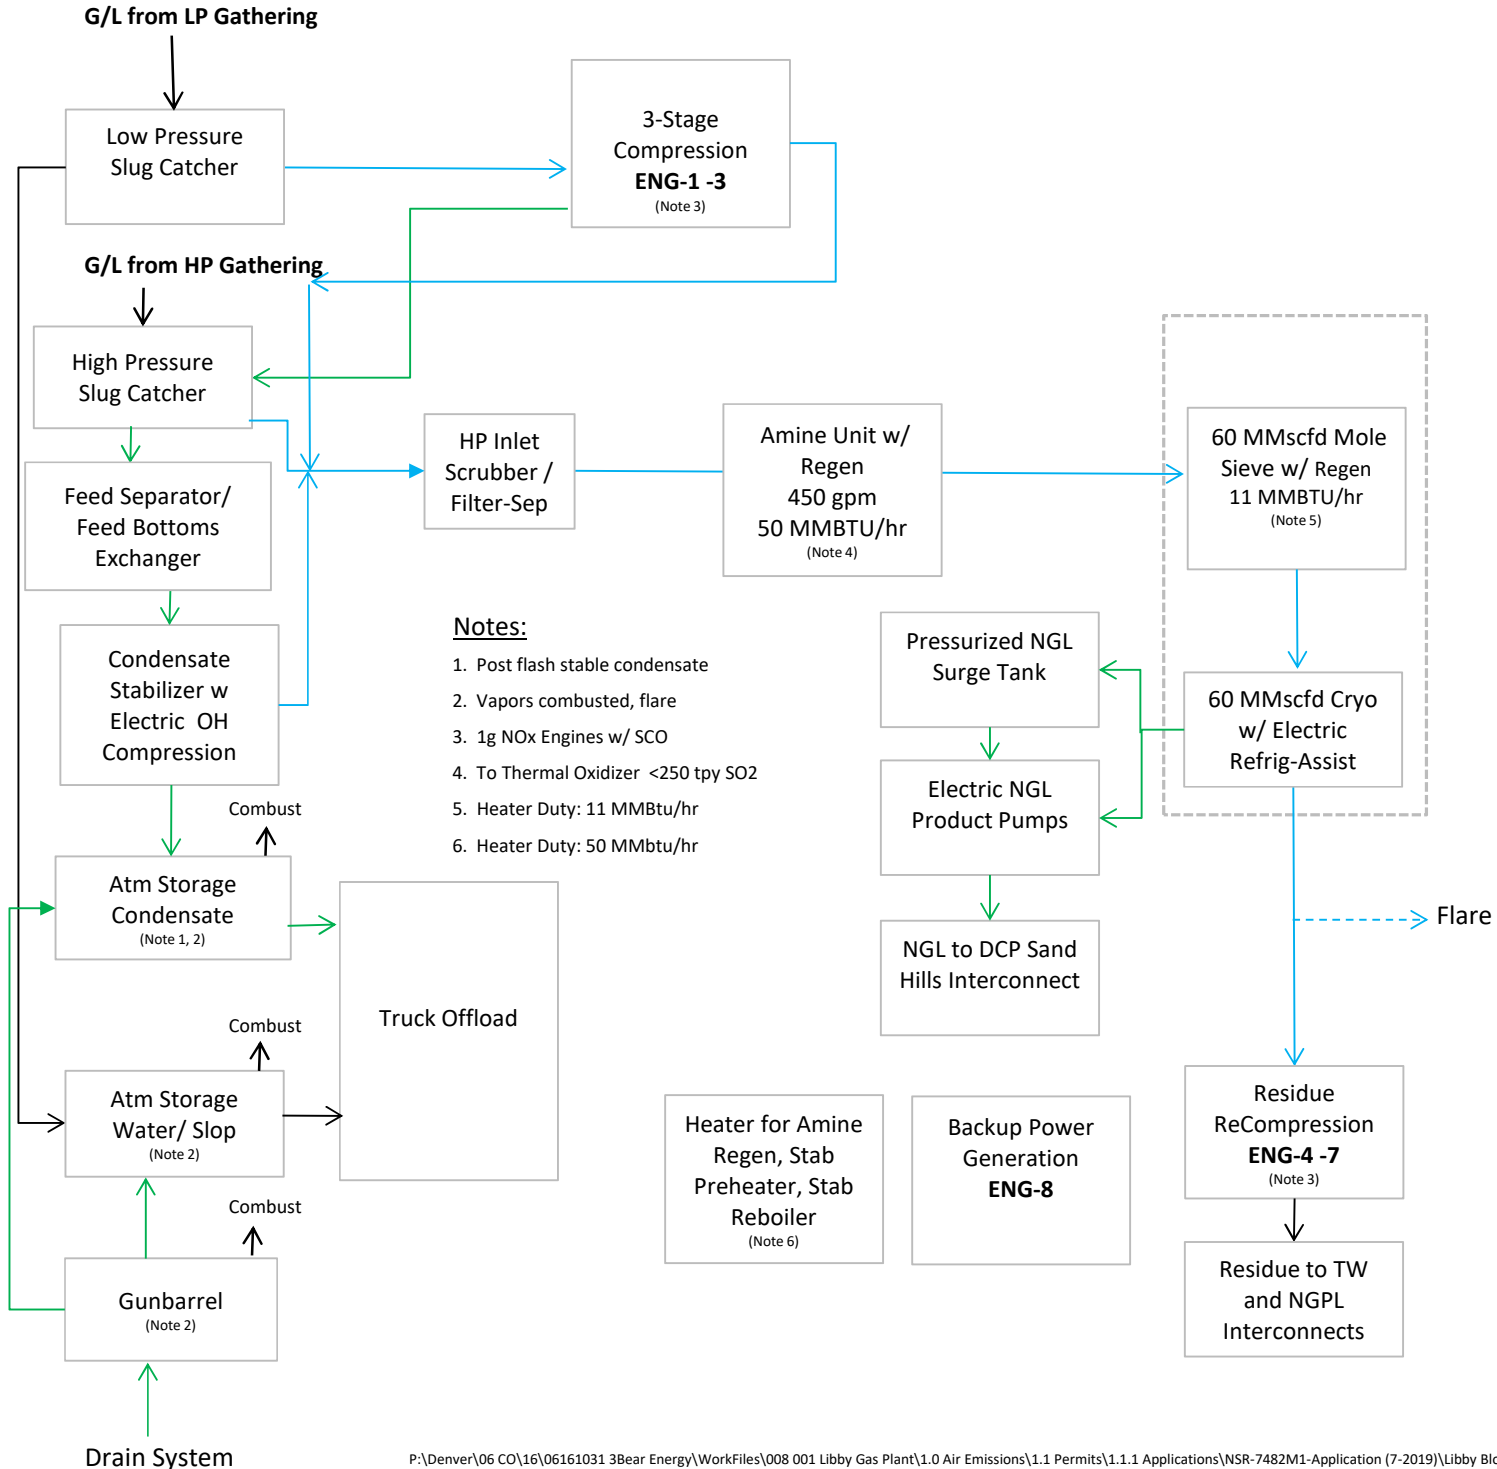 G/L from LP Gathering
Low Pressure
Slug Catcher
3-Stage
Compression
ENG-1 -3
(Note 3)
G/L from HP Gathering
High Pressure
Slug Catcher
HP Inlet
Scrubber /
Filter-Sep
Amine Unit w/
Regen
450 gpm
50 MMBTU/hr
(Note 4)
60 MMscfd Mole
Sieve w/ Regen
11 MMBTU/hr
(Note 5)
Feed Separator/
Feed Bottoms
Exchanger
Condensate
Stabilizer w
Electric OH
Compression
Notes:
1. Post flash stable condensate
2. Vapors combusted, flare
3. 1g NOx Engines w/ SCO
4. To Thermal Oxidizer <250 tpy SO2
5. Heater Duty: 11 MMBtu/hr
6. Heater Duty: 50 MMbtu/hr
Pressurized NGL
Surge Tank
60 MMscfd Cryo
w/ Electric
Refrig-Assist
Electric NGL
Product Pumps
Combust
Atm Storage
Condensate
(Note 1, 2)
Flare
NGL to DCP Sand
Hills Interconnect
Truck Offload
Combust
Atm Storage
Water/ Slop
(Note 2)
Heater for Amine
Regen, Stab
Preheater, Stab
Reboiler
(Note 6)
Backup Power
Generation
ENG-8
Residue
ReCompression
ENG-4 -7
(Note 3)
Combust
Gunbarrel
(Note 2)
Residue to TW
and NGPL
Interconnects
Drain System
P:\Denver\06 CO\16\06161031 3Bear Energy\WorkFiles\008 001 Libby Gas Plant\1.0 Air Emissions\1.1 Permits\1.1.1 Applications\NSR-7482M1-Application (7-2019)\Libby Blo